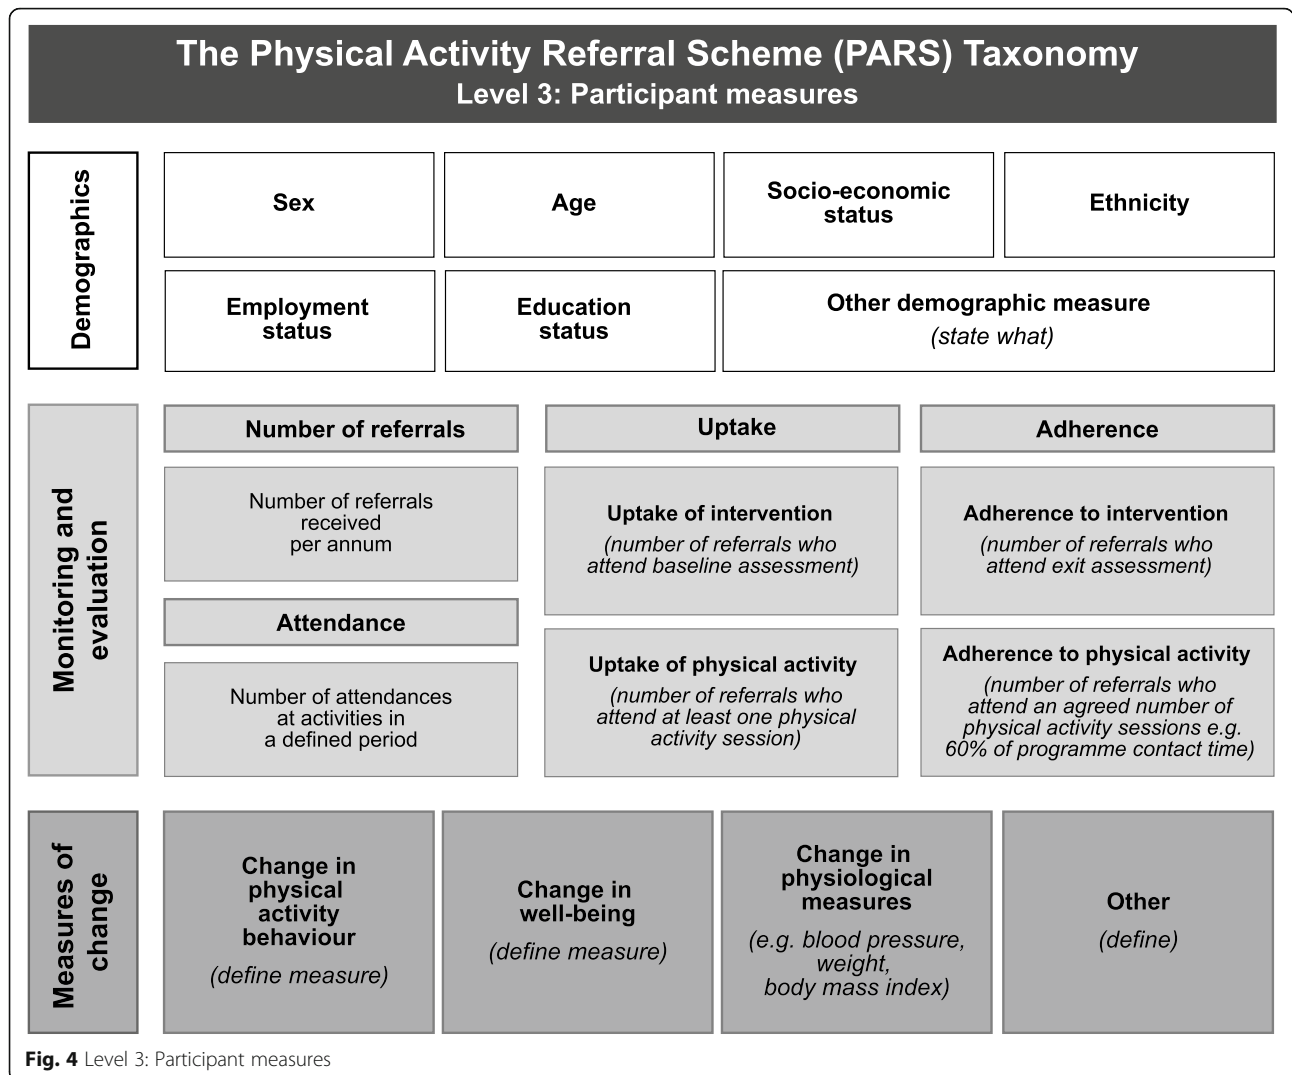 The Physical Activity Referral Scheme (PARS) Taxonomy
Level 3: Participant measures
Demographics
Sex
Age
Socio-economic
status
Ethnicity
Employment
status
Education
status
Other demographic measure
(state what)
Monitoring and
evaluation
Number of referrals
Number of referrals
received
per annum
Attendance
Number of attendances
at activities in
a defined period
Uptake
Uptake of intervention
(number of referrals who
attend baseline assessment)
Uptake of physical activity
(number of referrals who
attend at least one physical
activity session)
Adherence
Adherence to intervention
(number of referrals who
attend exit assessment)
Adherence to physical activity
(number of referrals who
attend an agreed number of
physical activity sessions e.g.
60% of programme contact time)
Measures of
change
Change in
physical
activity
behaviour
(define measure)
Change in
well-being
(define measure)
Change in
physiological
measures
(e.g. blood pressure,
weight,
body mass index)
Other
(define)
Fig. 4 Level 3: Participant measures